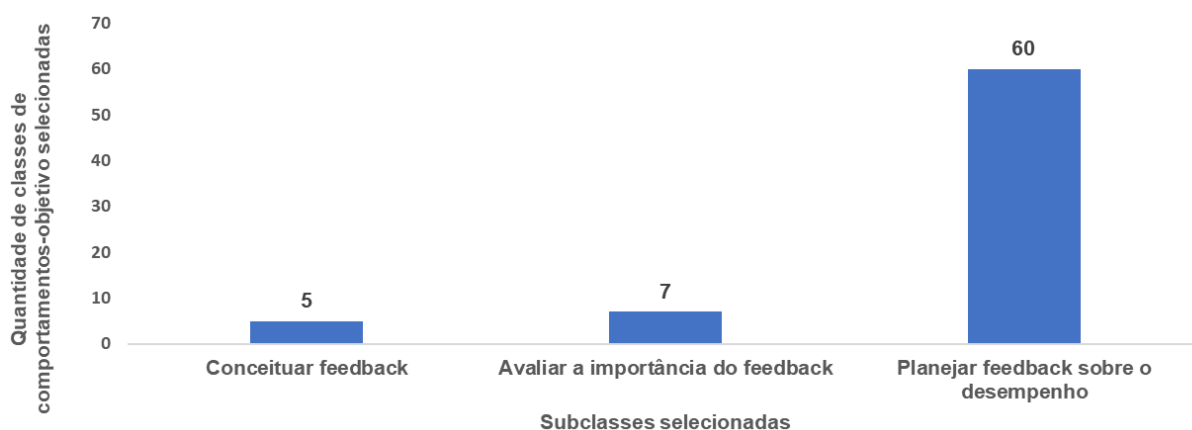 Quantidade de classes de
comportamentos-objetivo selecionadas
70
60
50
40
30
20
10
0
5
7
60
Conceituar feedback
Avaliar a importância do feedback
Planejar feedback sobre o
desempenho
Subclasses selecionadas